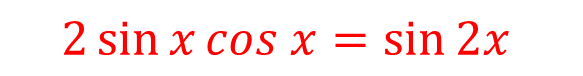 2 sin x cos x = sin 2x